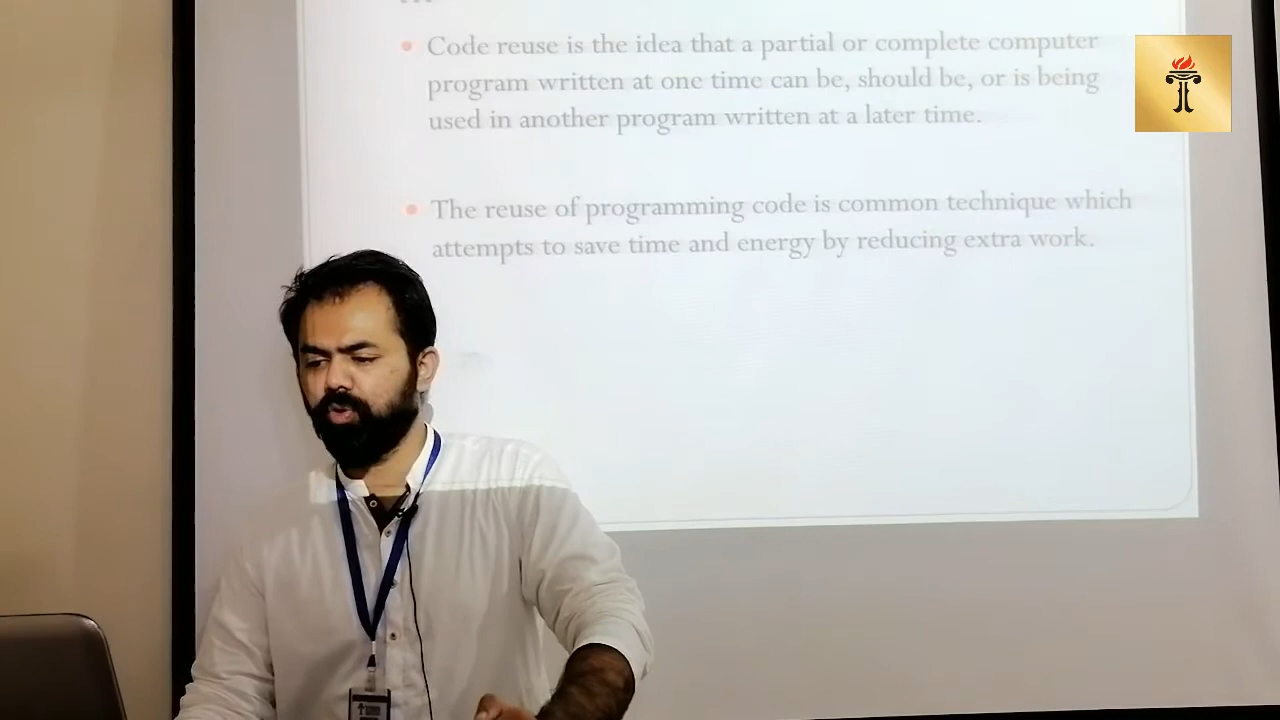 Code reuse is the idea that a partial or complete computer
program written at one time can be, should be, or is being
used in another program written at a later time.
The reuse of programming code is common technique which
attempts to save time and energy by reducing extra work.